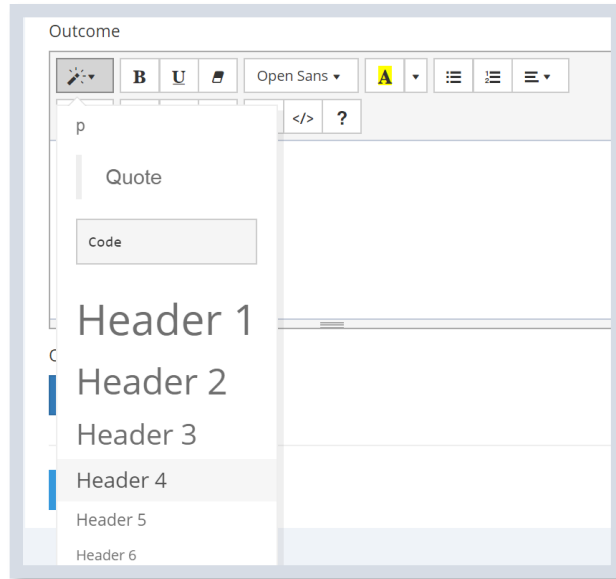 Outcome
B U Open Sans A
</> ?
p
Quote
Code
Header 1
Header 2
Header 3
Header 4
Header 5
Header 6